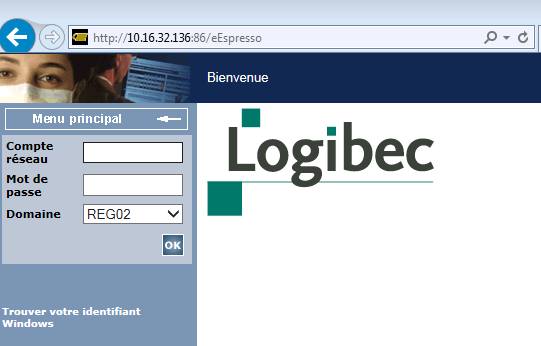 http://10.16.32.136:86/eEspresso
Bienvenue
Menu principal
Logibec
Compte
réseau
Mot de
passe
Domaine
REG02
OK
Trouver votre identifiant
Windows